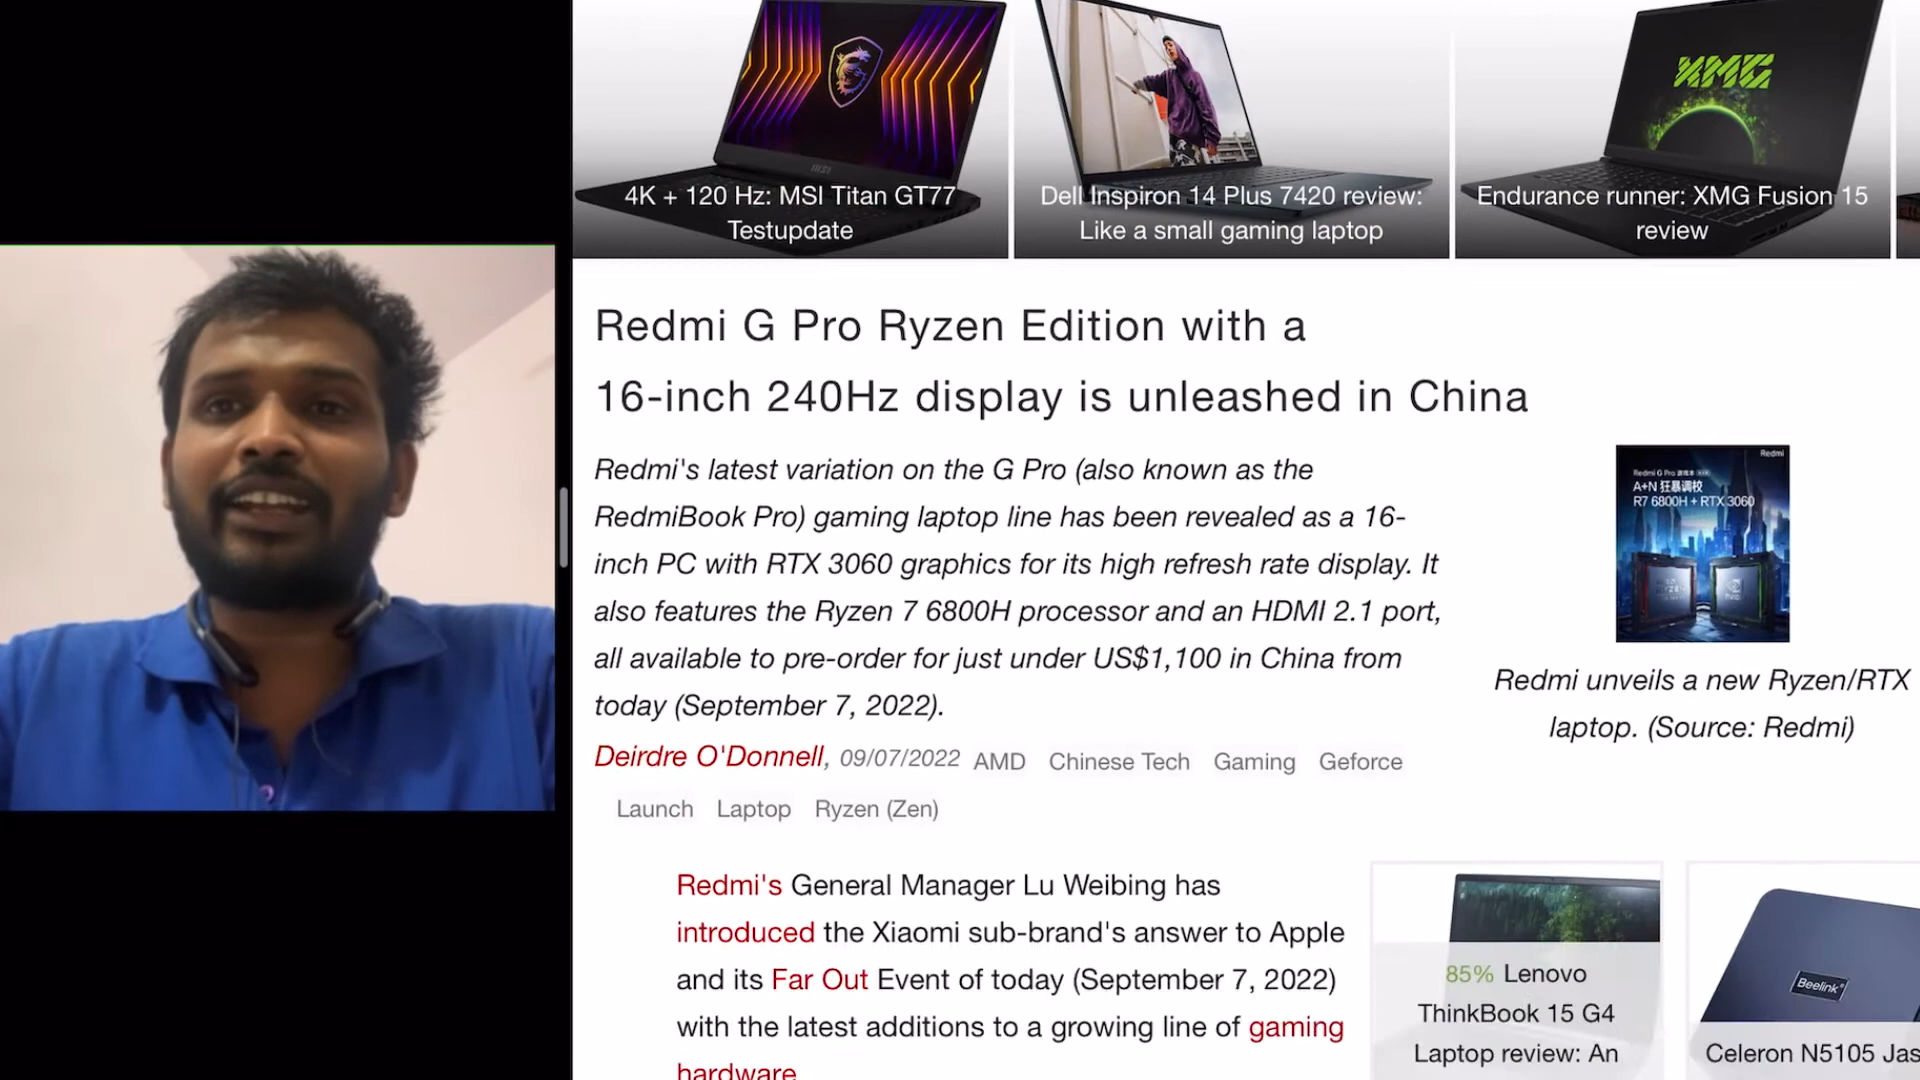 4K + 120 Hz: MSI Titan GT77
Testupdate
Dell Inspiron 14 Plus 7420 review:
Like a small gaming laptop
XMG
Endurance runner: XMG Fusion 15
review
Redmi G Pro Ryzen Edition with a
16-inch 240Hz display is unleashed in China
Redmi's latest variation on the G Pro (also known as the
RedmiBook Pro) gaming laptop line has been revealed as a 16-
inch PC with RTX 3060 graphics for its high refresh rate display. It
also features the Ryzen 7 6800H processor and an HDMI 2.1 port,
all available to pre-order for just under US$1,100 in China from
today (September 7, 2022).
Redmi
A+N 狂暴调校
R7 6800H + RTX 3060
Redmi unveils a new Ryzen/RTX
laptop. (Source: Redmi)
Deirdre O'Donnell, 09/07/2022 AMD Chinese Tech Gaming Geforce
Launch Laptop Ryzen (Zen)
Redmi's General Manager Lu Weibing has
introduced the Xiaomi sub-brand's answer to Apple
and its Far Out Event of today (September 7, 2022)
with the latest additions to a growing line of gaming
hardware
85% Lenovo
ThinkBook 15 G4
Laptop review: An
Beelink
Celeron N5105 Jas